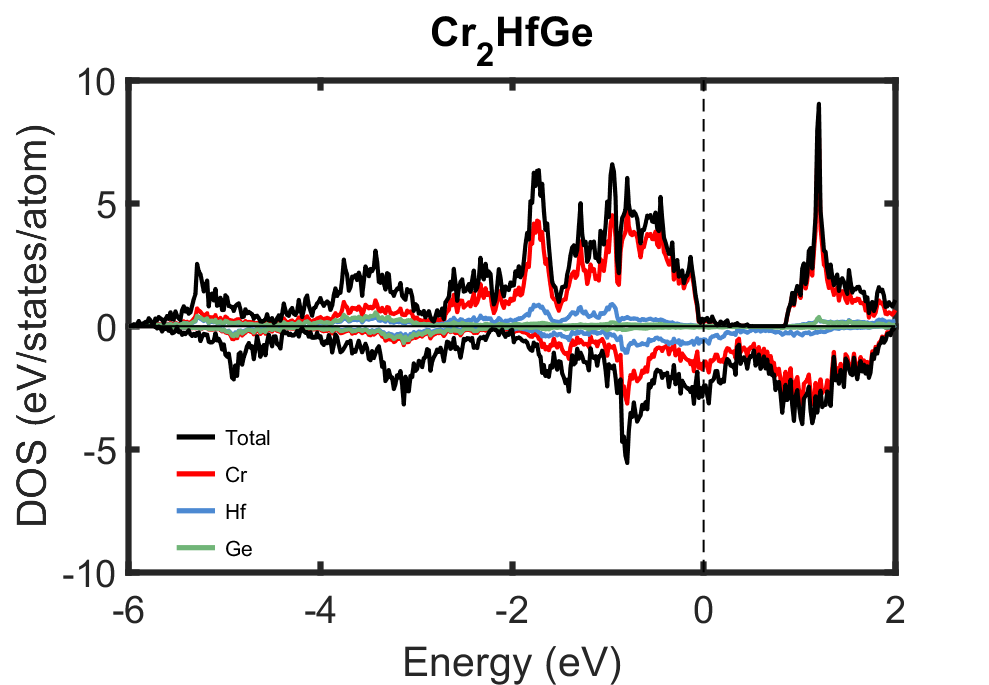 Cr2HfGe
10
5
0
-5
-10
DOS (eV/states/atom)
Total
Cr
Hf
Ge
-6 -4 -2 0 2
Energy (eV)